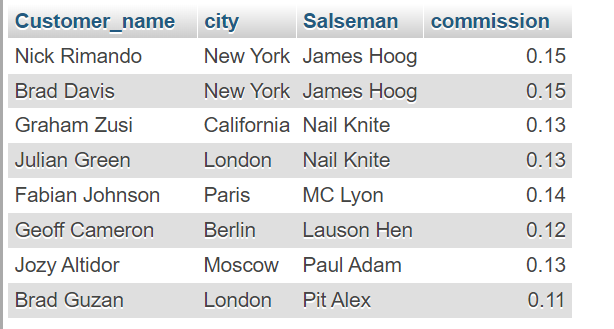 Customer_name city Salseman commission
Nick Rimando New York James Hoog 0.15
Brad Davis New York James Hoog 0.15
Graham Zusi California Nail Knite 0.13
Julian Green London Nail Knite 0.13
Fabian Johnson Paris MC Lyon 0.14
Geoff Cameron Berlin Lauson Hen 0.12
Jozy Altidor Moscow Paul Adam 0.13
Brad Guzan London Pit Alex 0.11